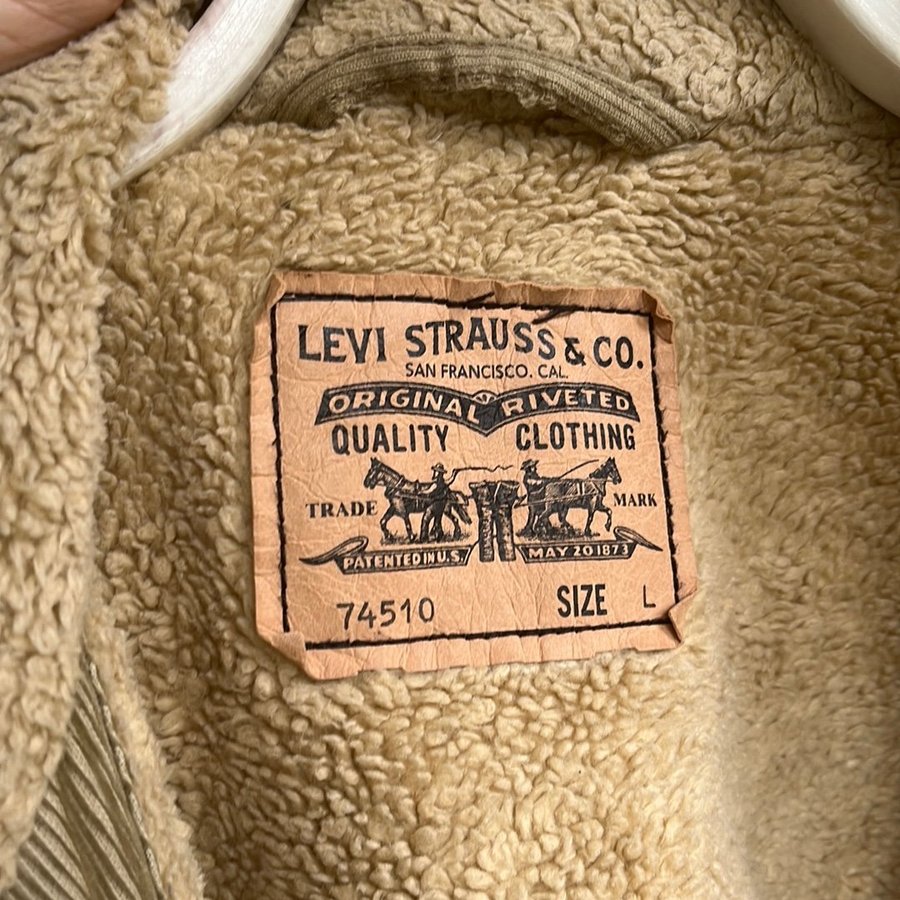 LEVI STRAUSS & CO.
SAN FRANCISCO. CAL.
ORIGINAL RIVETED
QUALITY CLOTHING
TRADE MARK
PATENTED IN U.S. MAY 20 1873
74510 SIZE L